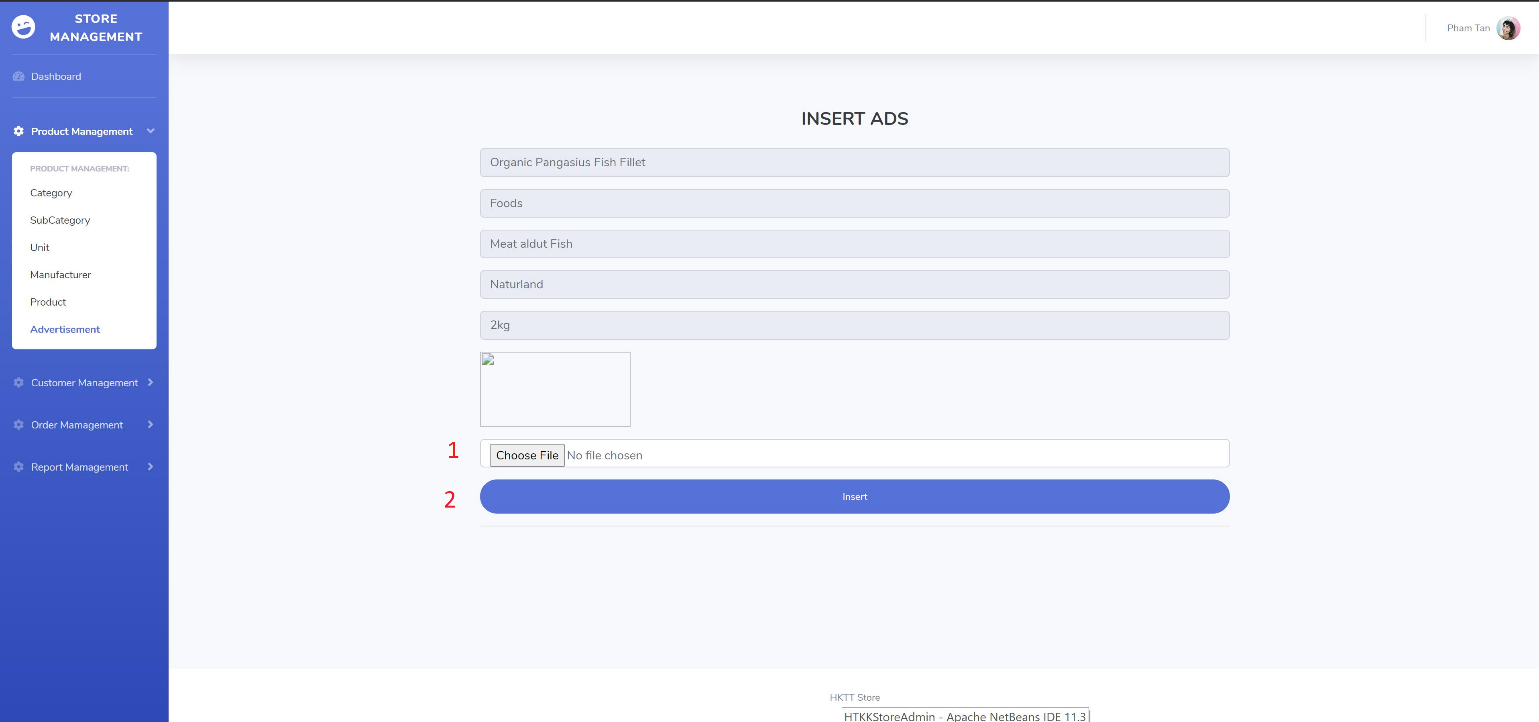 STORE
MANAGEMENT
Pham Tan
Dashboard
Product Management
PRODUCT MANAGEMENT:
Category
SubCategory
Unit
Manufacturer
Product
Advertisement
Customer Management
Order Mamagement
Report Mamagement
INSERT ADS
Organic Pangasius Fish Fillet
Foods
Meat aldut Fish
Naturland
2kg
1
Choose File No file chosen
2
Insert
HKTT Store
HTKKStoreAdmin - Apache NetBeans IDE 11.3